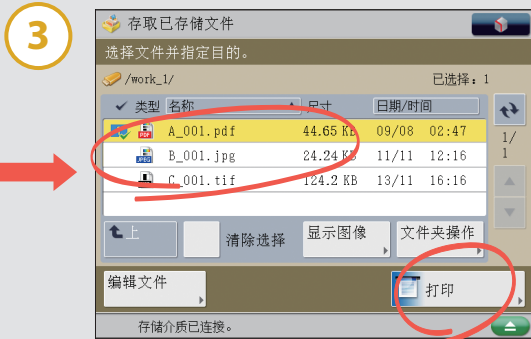 3
存取已存储文件
选择文件并指定目的。
/work_1/ 已选择：1
类型 名称 尺寸 日期/时间
PDF A_001.pdf 44.65 KB 09/08 02:47
JPEG B_001.jpg 24.24 KB 11/11 12:16
C_001.tif 124.2 KB 13/11 16:16
1/
1
上 清除选择 显示图像 文件夹操作
编辑文件 打印
存储介质已连接。